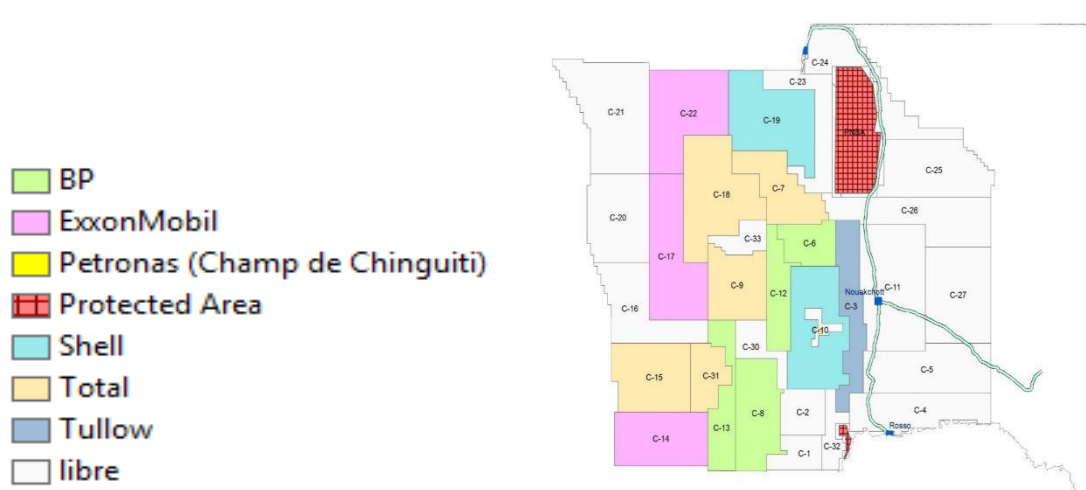 BP
ExxonMobil
Petronas (Champ de Chinguiti)
Protected Area
Shell
Total
Tullow
libre
C-24
C-23
C-21
C-22
C-19
PNBA
C-25
C-7
C-18
C-20
C-26
C-33
C-6
C-17
C-9
C-11
C-27
C-12
Nouakchott
C-3
C-16
C-10
C-30
C-15
C-31
C-5
C-2
C-8
C-4
C-13
C-14
Rosso
C-32
C-1